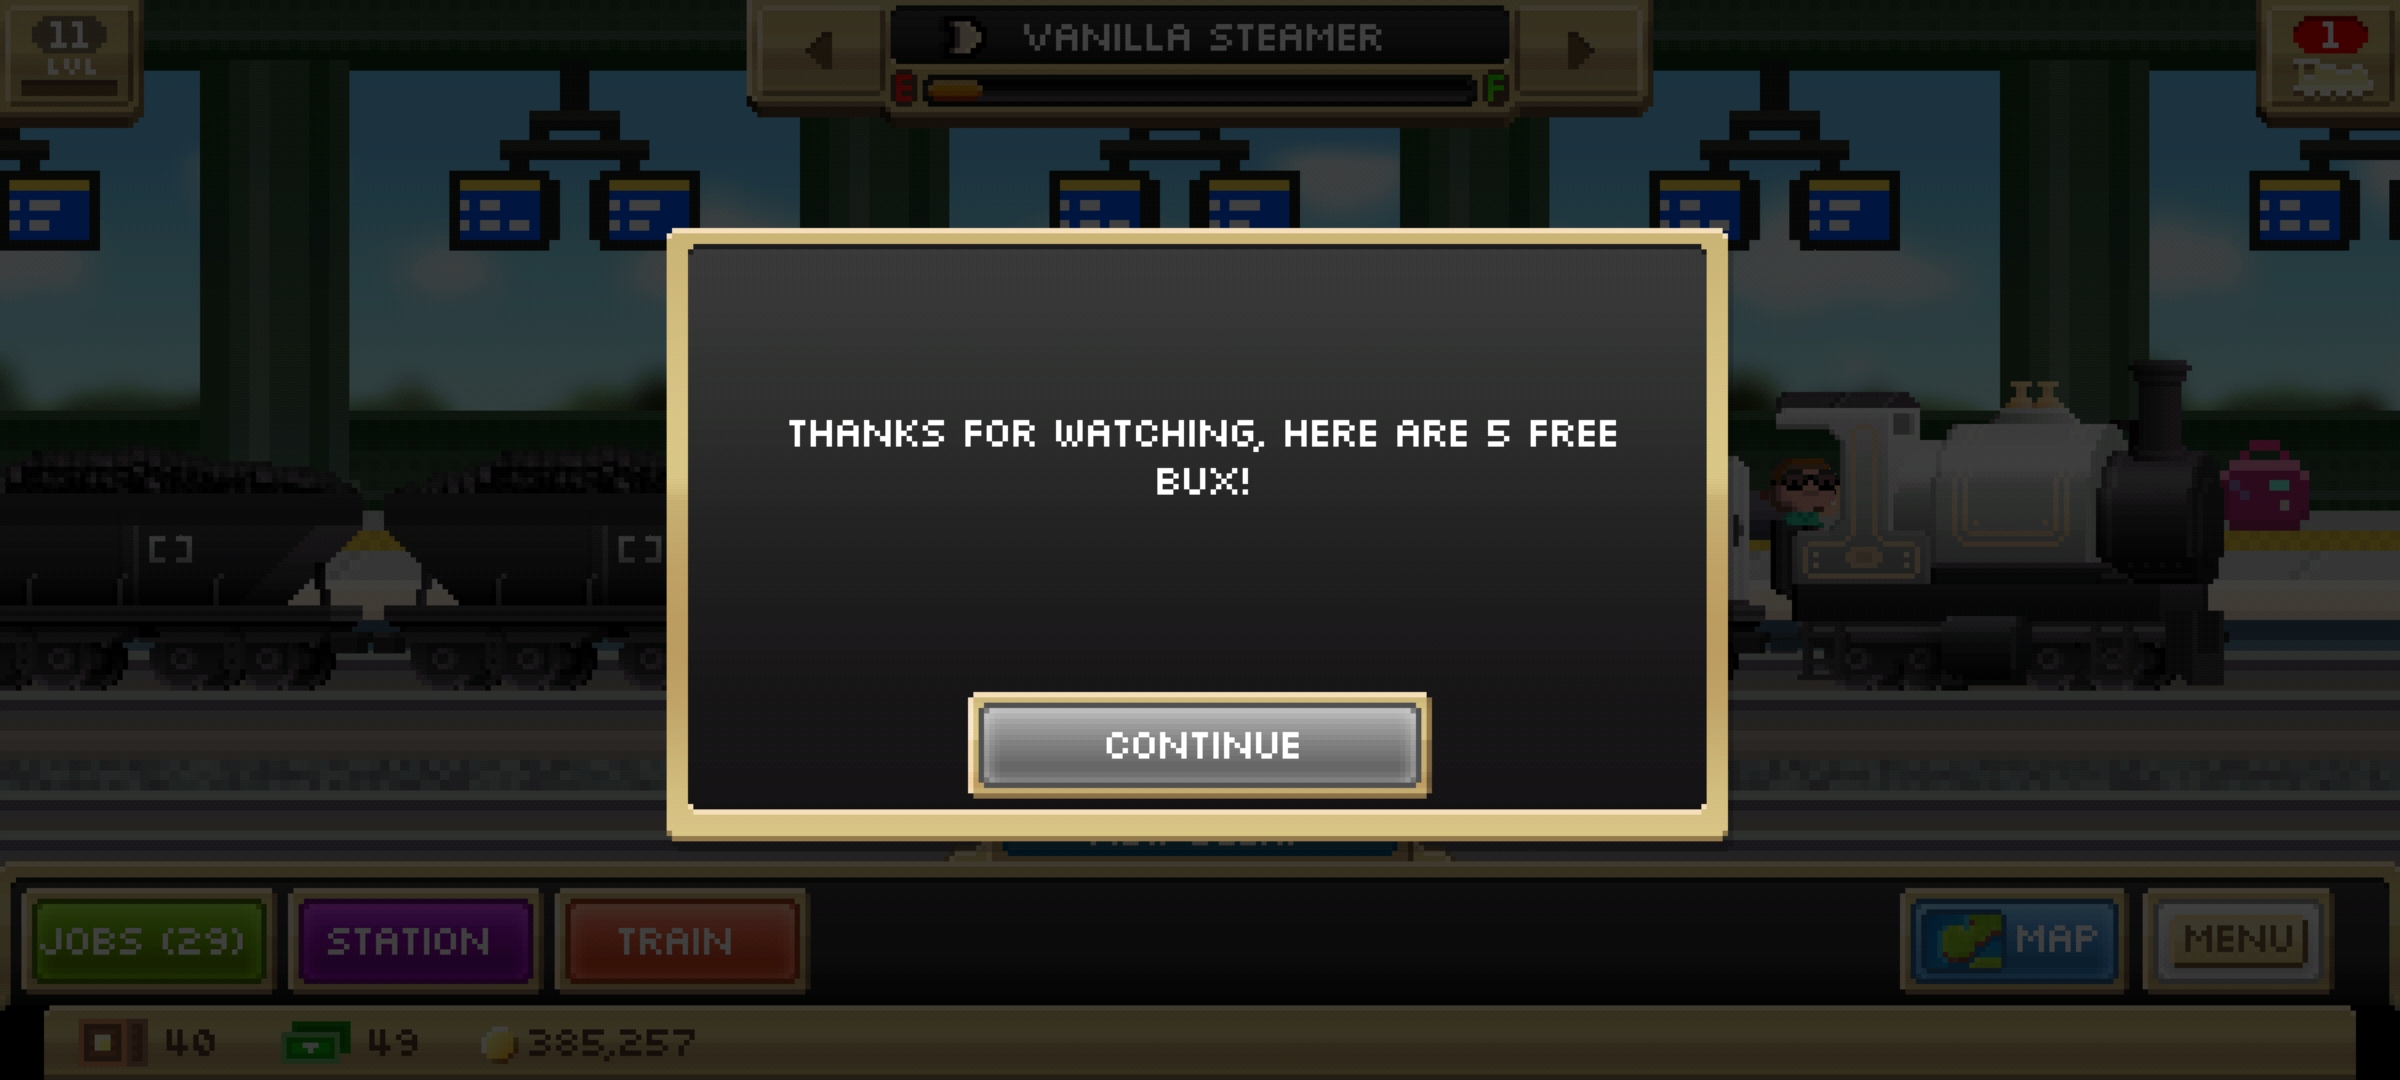 11
LVL
VANILLA STEAMER
E
F
1
THANKS FOR WATCHING, HERE ARE 5 FREE
BUX!
CONTINUE
JOBS (29)
STATION
TRAIN
MAP
MENU
40
49
385,257